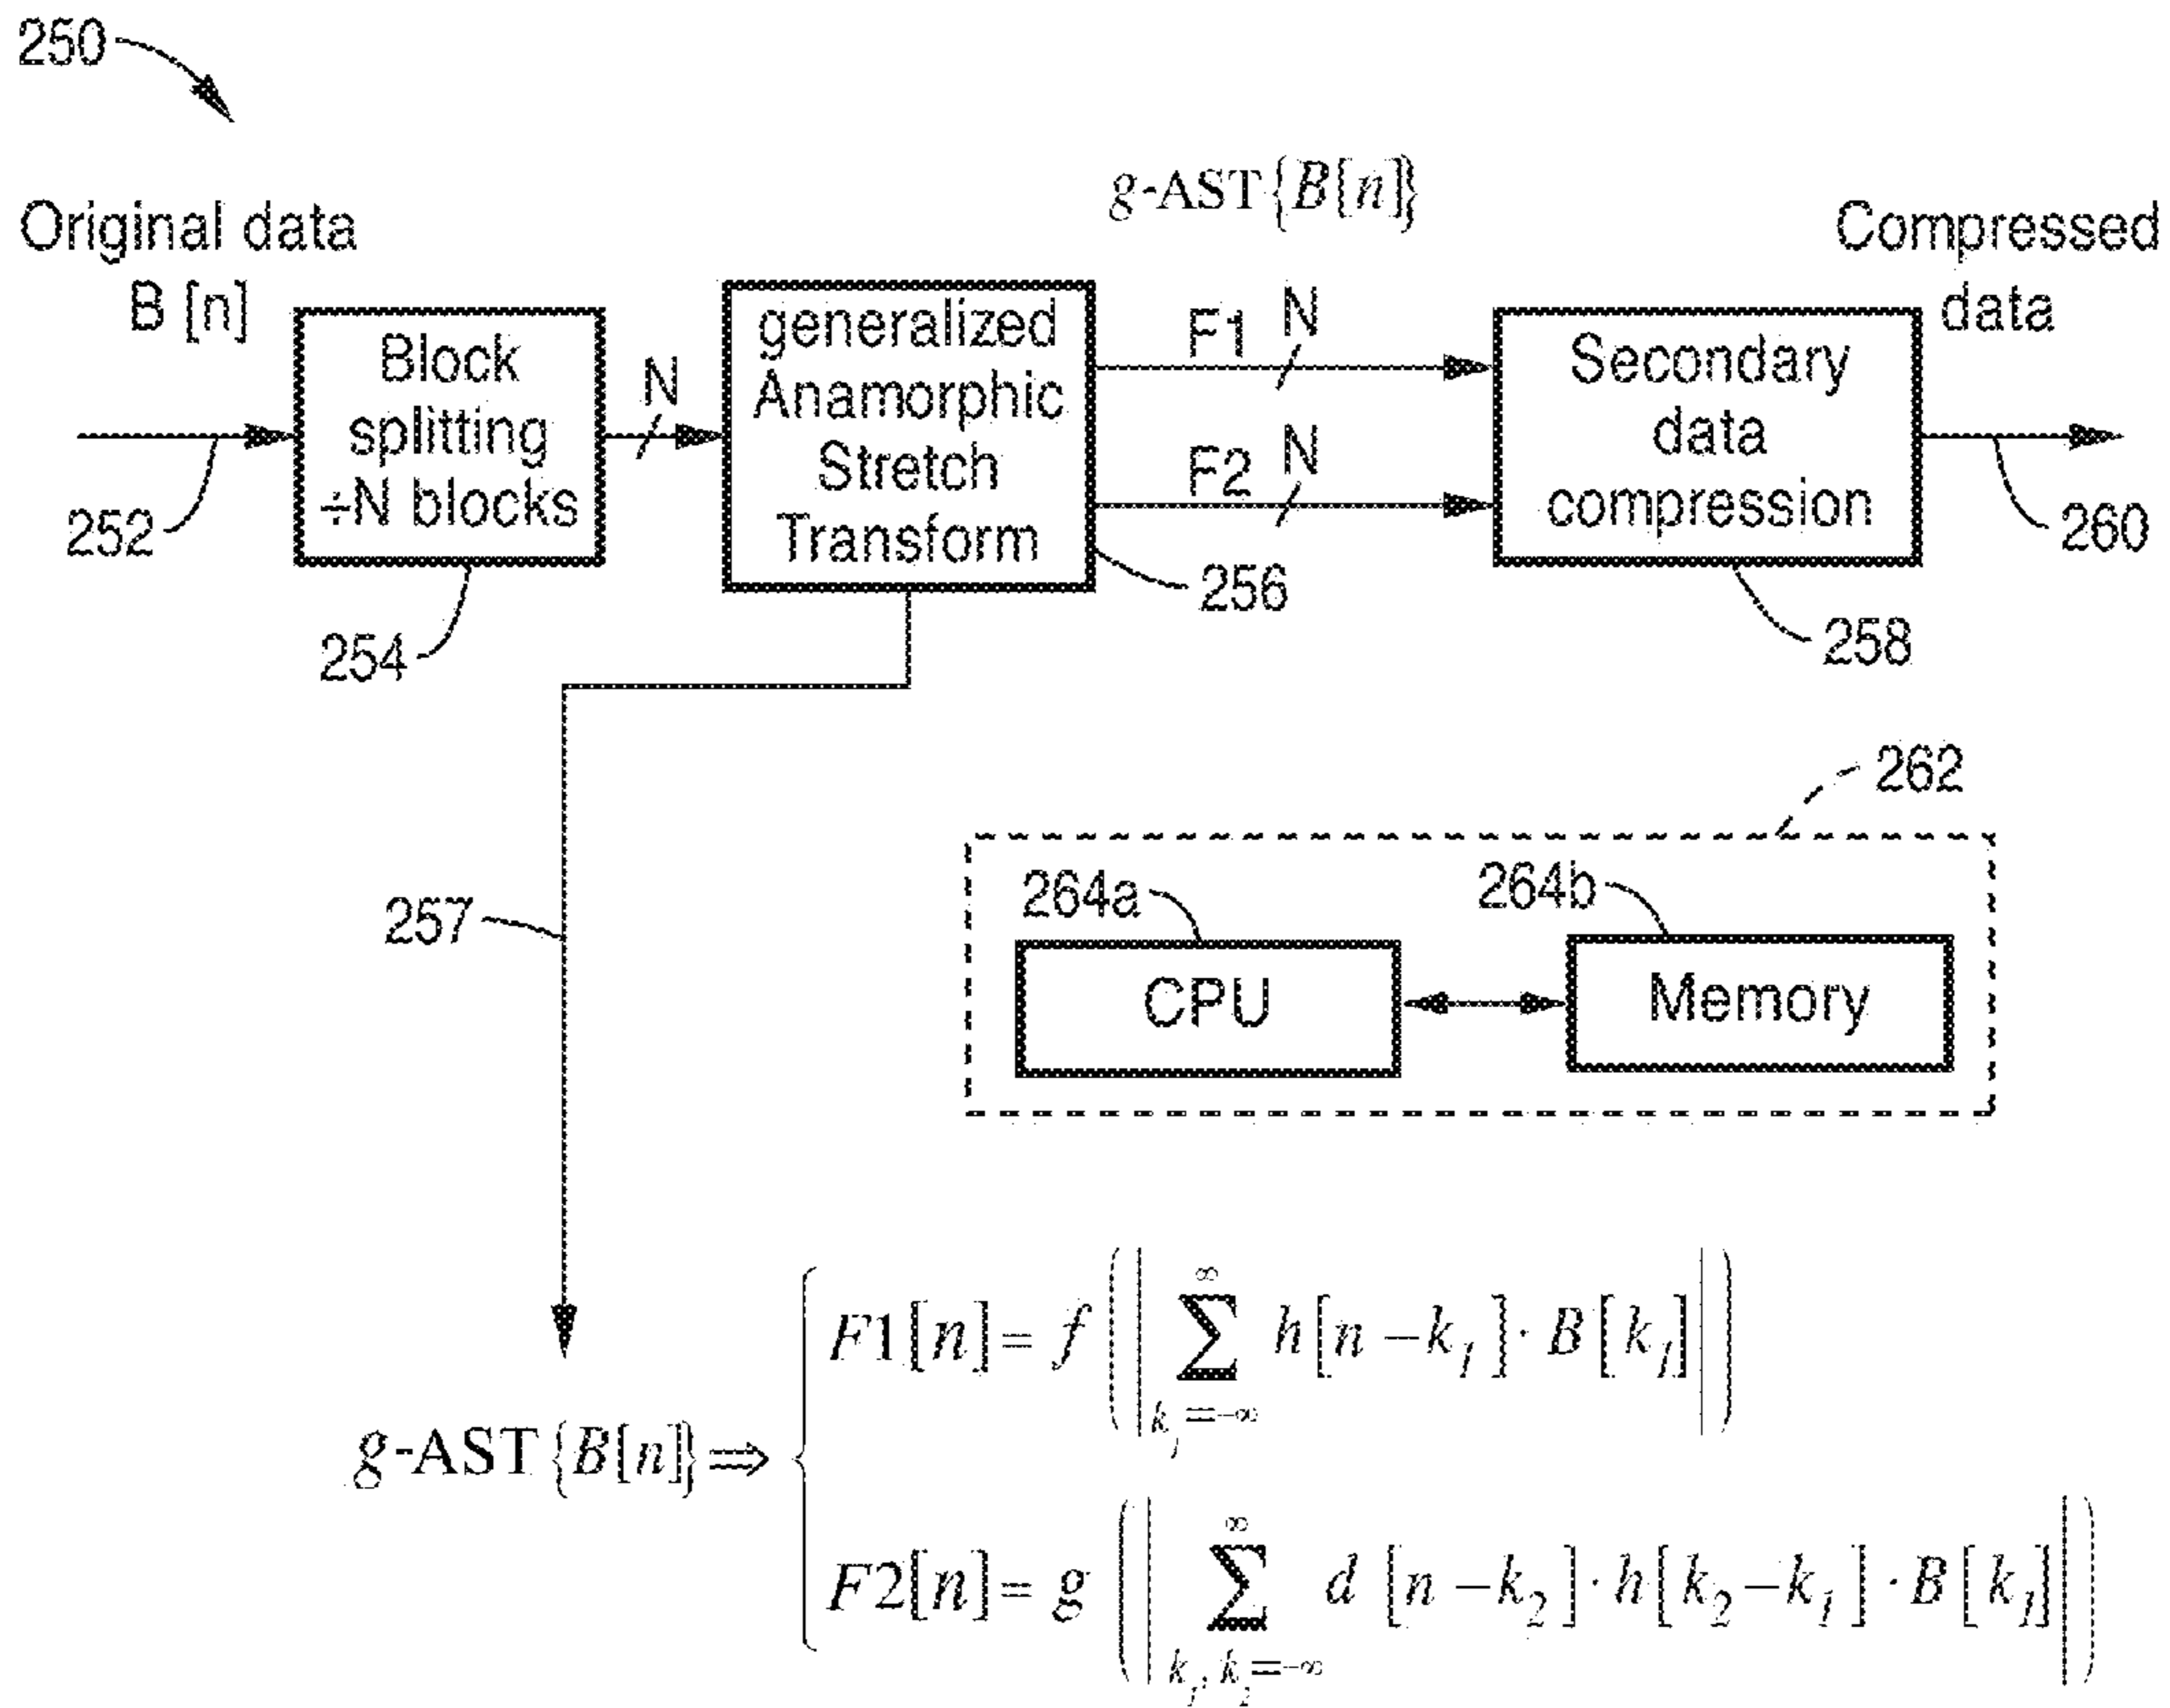 250
g-AST{B[n]}
Original data
B [n]
Compressed
data
Block
splitting
÷N blocks
N
generalized
Anamorphic
Stretch
Transform
F1 N
F2 N
Secondary
data
compression
252
254
256
258
260
257
262
264a
264b
CPU
Memory
g-AST{B[n]} ⇒ {
F1[n] = f (| ∑_{k_1=-∞}^{∞} h[n-k_1]·B[k_1] |)
F2[n] = g (| ∑_{k_1,k_2=-∞}^{∞} d [n-k_2]·h[k_2-k_1]·B[k_1] |)